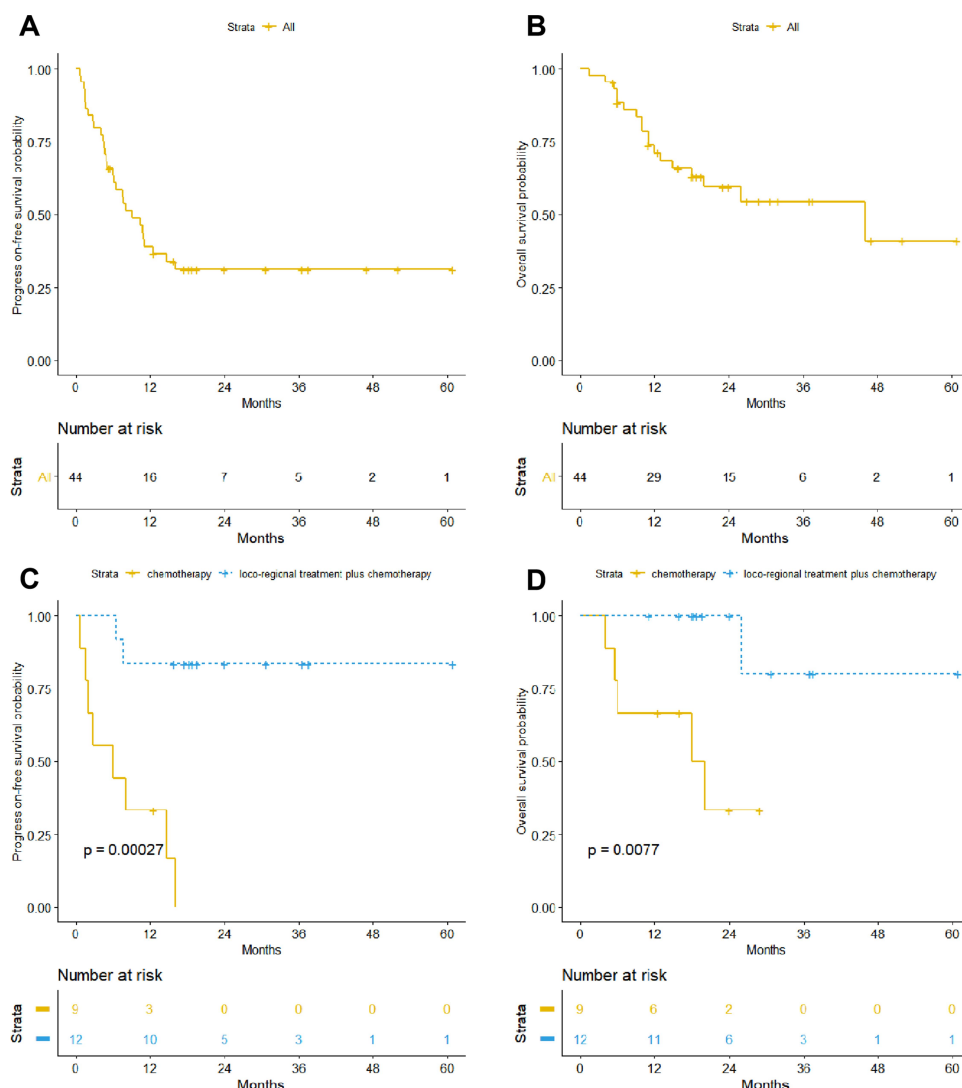 A
B
Strata All
Strata All
1.00
0.75
0.50
0.25
0.00
Progress on-free survival probability
0 12 24 36 48 60
Months
1.00
0.75
0.50
0.25
0.00
Overall survival probability
0 12 24 36 48 60
Months
Number at risk
Strata
All 44 16 7 5 2 1
0 12 24 36 48 60
Months
Number at risk
Strata
All 44 29 15 6 2 1
0 12 24 36 48 60
Months
C
D
Strata chemotherapy loco-regional treatment plus chemotherapy
Strata chemotherapy loco-regional treatment plus chemotherapy
1.00
0.75
0.50
0.25
0.00
Progress on-free survival probability
p = 0.00027
0 12 24 36 48 60
Months
1.00
0.75
0.50
0.25
0.00
Overall survival probability
p = 0.0077
0 12 24 36 48 60
Months
Number at risk
Strata
9 3 0 0 0 0
12 10 5 3 1 1
0 12 24 36 48 60
Months
Number at risk
Strata
9 6 2 0 0 0
12 11 6 3 1 1
0 12 24 36 48 60
Months